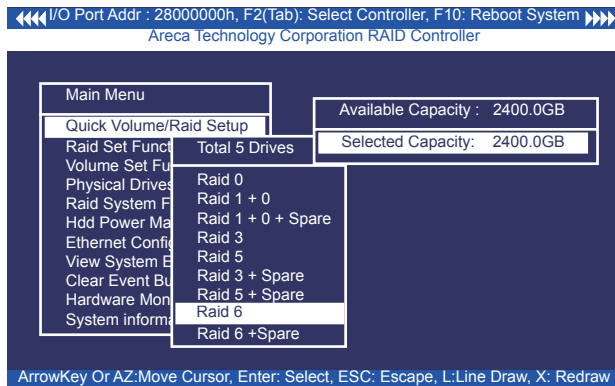 I/O Port Addr : 28000000h, F2(Tab): Select Controller, F10: Reboot System
Areca Technology Corporation RAID Controller
Main Menu
Quick Volume/Raid Setup
Raid Set Funct
Volume Set Fu
Physical Drives
Raid System F
Hdd Power Ma
Ethernet Config
View System E
Clear Event Bu
Hardware Mon
System informa
Total 5 Drives
Raid 0
Raid 1 + 0
Raid 1 + 0 + Spare
Raid 3
Raid 5
Raid 3 + Spare
Raid 5 + Spare
Raid 6
Raid 6 +Spare
Available Capacity : 2400.0GB
Selected Capacity: 2400.0GB
ArrowKey Or AZ:Move Cursor, Enter: Select, ESC: Escape, L:Line Draw, X: Redraw